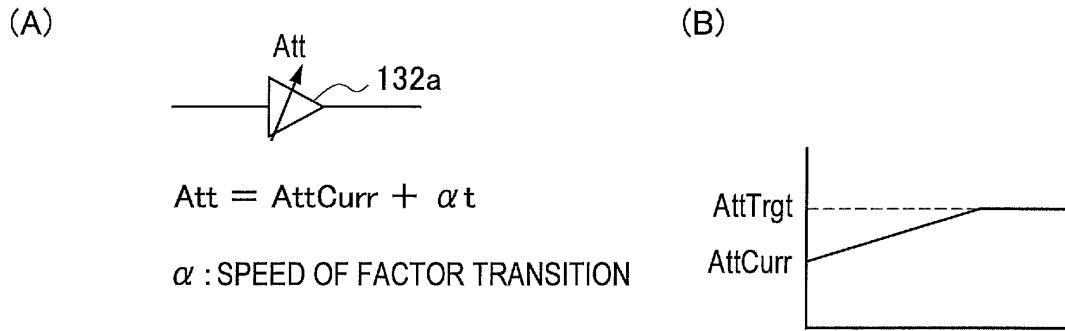 (A)
Att
132a
Att = AttCurr + αt
α : SPEED OF FACTOR TRANSITION
(B)
AttTrgt
AttCurr